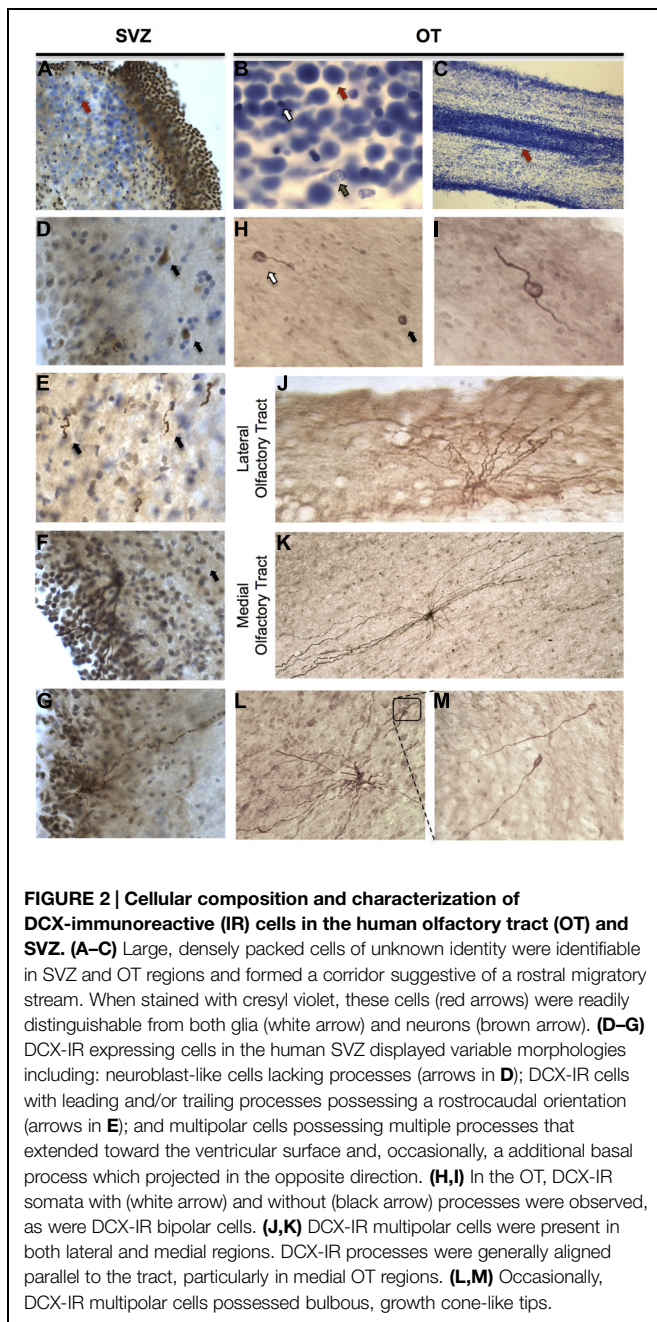 SVZ
OT
A
B
C
D
H
I
E
J
Lateral
Olfactory Tract
F
K
Medial
Olfactory Tract
G
L
M
FIGURE 2 | Cellular composition and characterization of
DCX-immunoreactive (IR) cells in the human olfactory tract (OT) and
SVZ. (A–C) Large, densely packed cells of unknown identity were identifiable
in SVZ and OT regions and formed a corridor suggestive of a rostral migratory
stream. When stained with cresyl violet, these cells (red arrows) were readily
distinguishable from both glia (white arrow) and neurons (brown arrow). (D–G)
DCX-IR expressing cells in the human SVZ displayed variable morphologies
including: neuroblast-like cells lacking processes (arrows in D); DCX-IR cells
with leading and/or trailing processes possessing a rostrocaudal orientation
(arrows in E); and multipolar cells possessing multiple processes that
extended toward the ventricular surface and, occasionally, a additional basal
process which projected in the opposite direction. (H,I) In the OT, DCX-IR
somata with (white arrow) and without (black arrow) processes were observed,
as were DCX-IR bipolar cells. (J,K) DCX-IR multipolar cells were present in
both lateral and medial regions. DCX-IR processes were generally aligned
parallel to the tract, particularly in medial OT regions. (L,M) Occasionally,
DCX-IR multipolar cells possessed bulbous, growth cone-like tips.